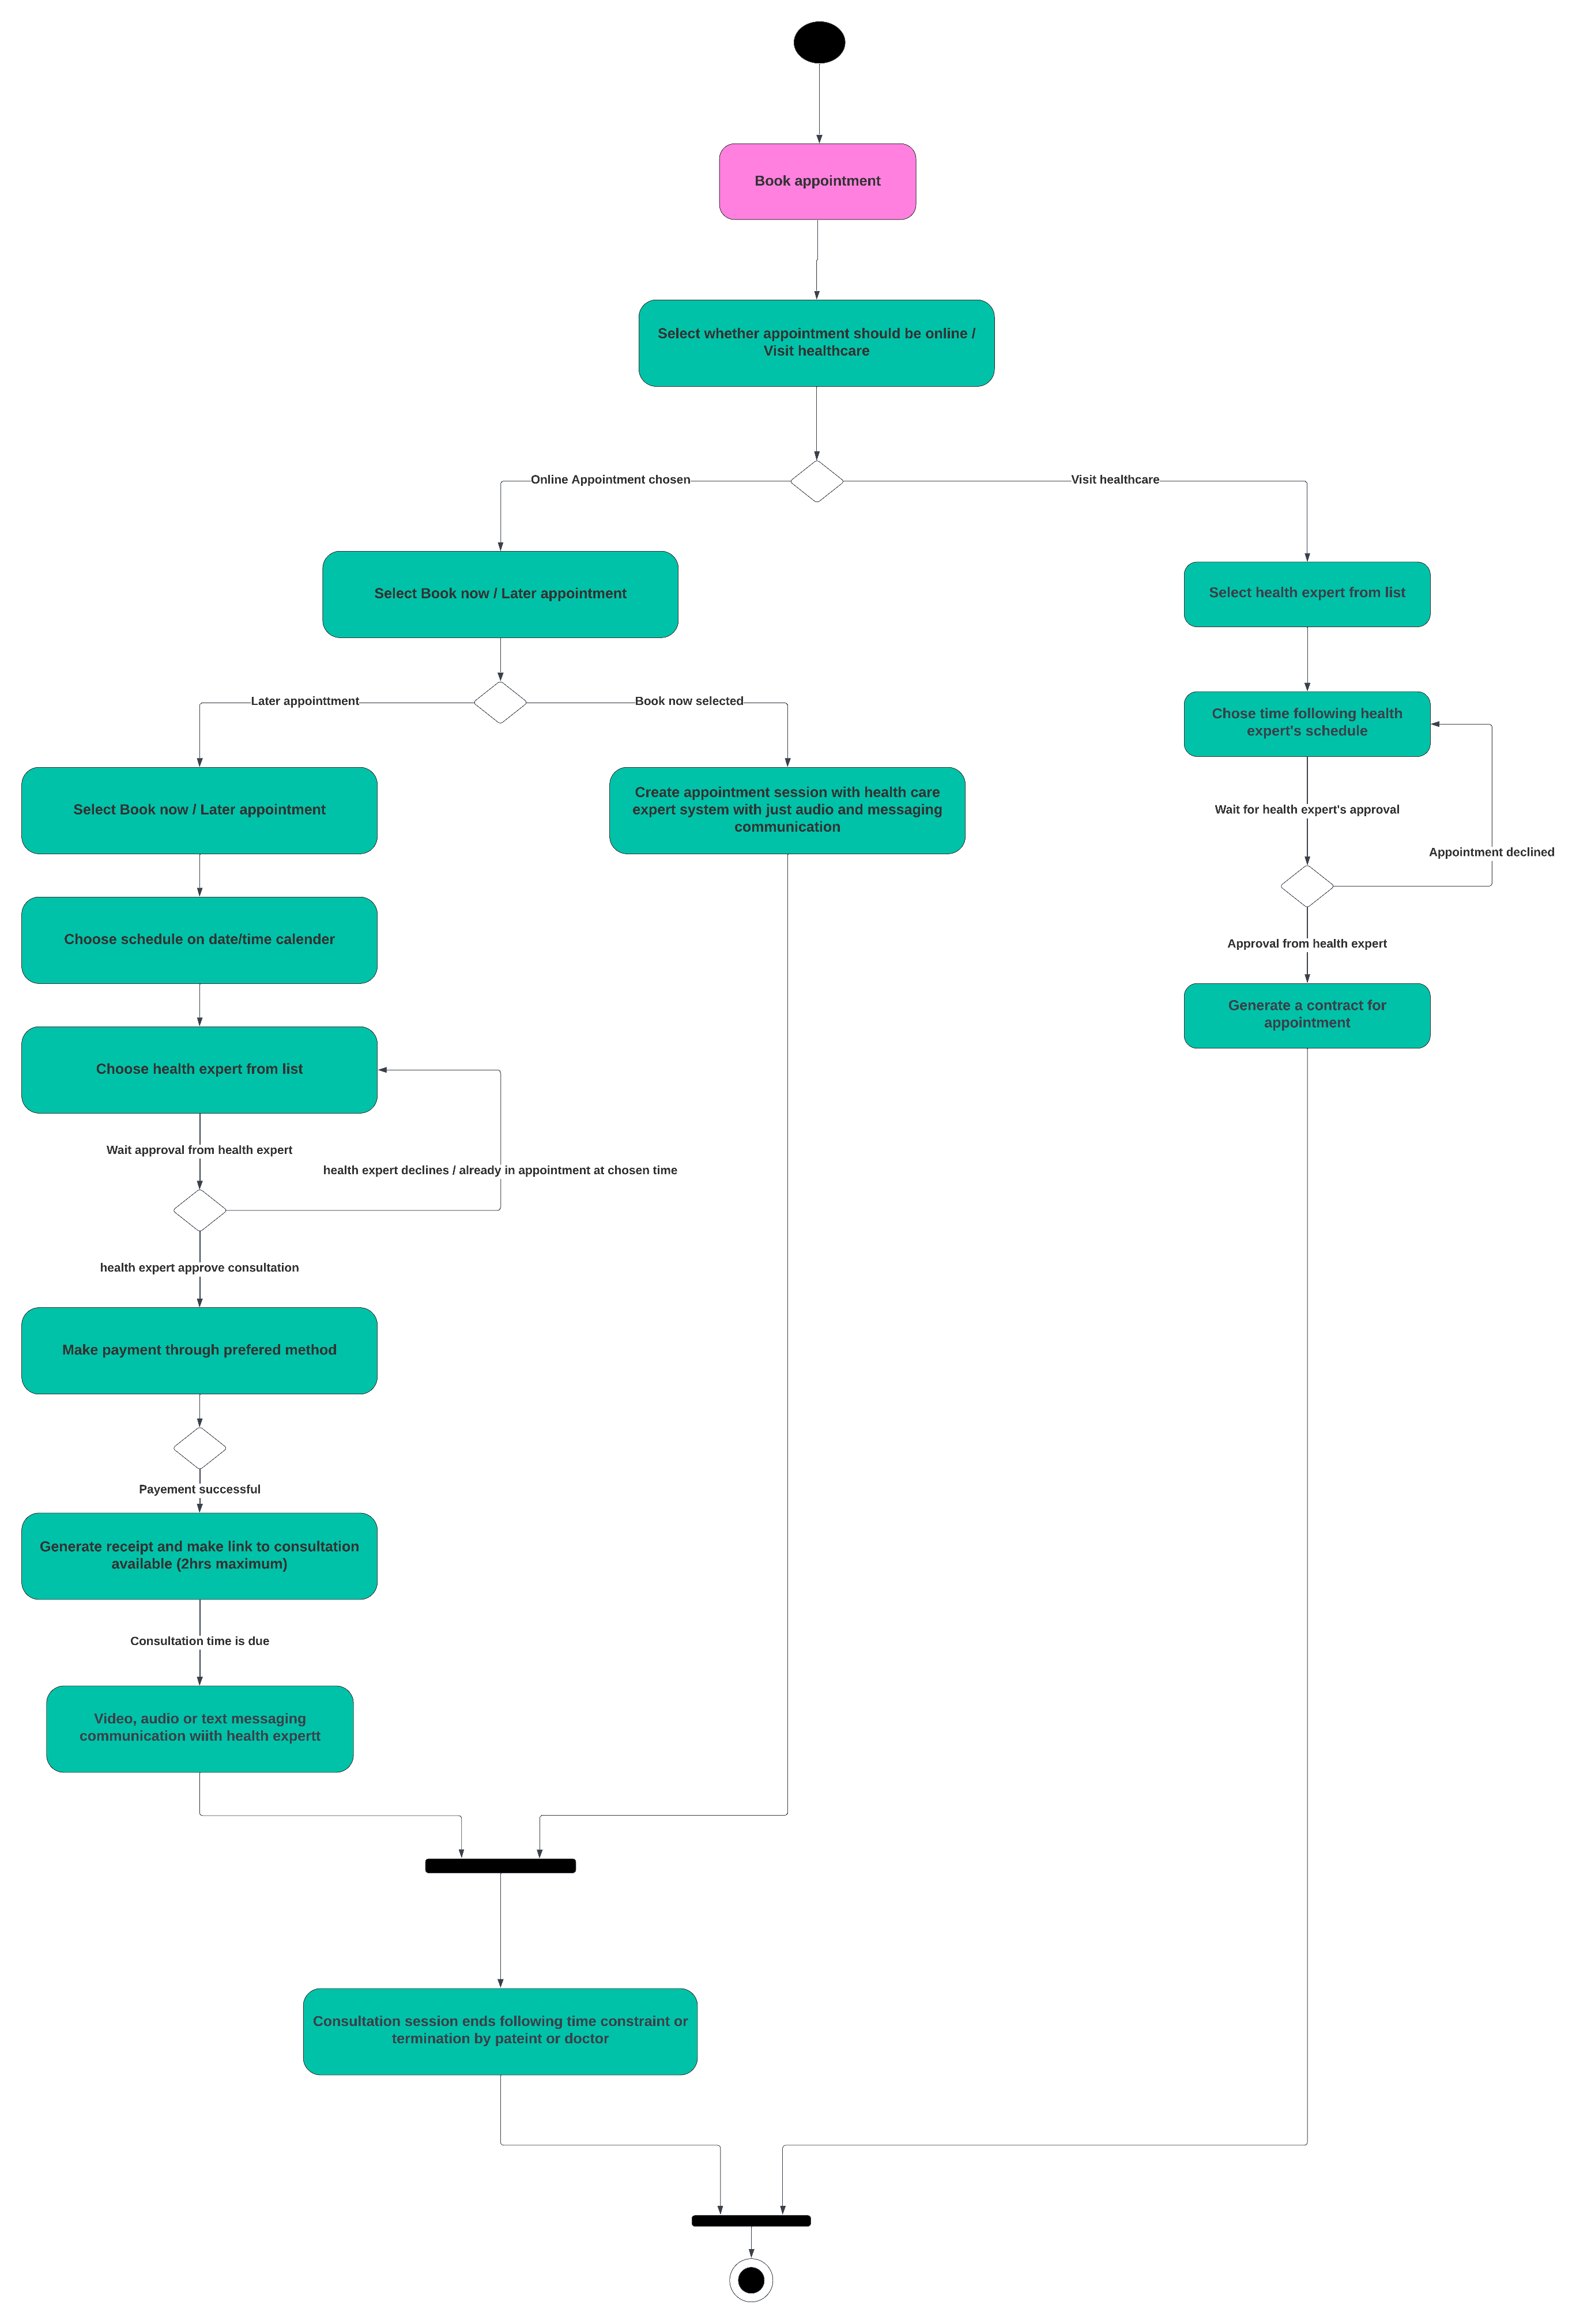 Book appointment
Select whether appointment should be online /
Visit healthcare
Online Appointment chosen
Visit healthcare
Select Book now / Later appointment
Select health expert from list
Later appointtment
Book now selected
Chose time following health
expert's schedule
Select Book now / Later appointment
Create appointment session with health care
expert system with just audio and messaging
communication
Wait for health expert's approval
Appointment declined
Choose schedule on date/time calender
Approval from health expert
Generate a contract for
appointment
Choose health expert from list
Wait approval from health expert
health expert declines / already in appointment at chosen time
health expert approve consultation
Make payment through prefered method
Payement successful
Generate receipt and make link to consultation
available (2hrs maximum)
Consultation time is due
Video, audio or text messaging
communication wiith health expertt
Consultation session ends following time constraint or
termination by pateint or doctor